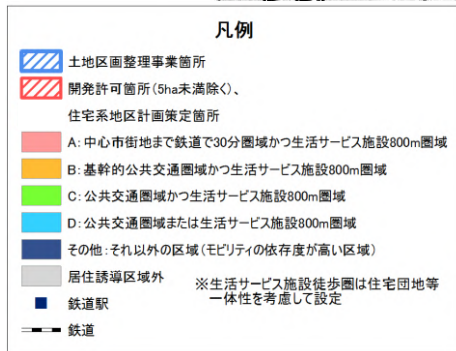 凡例
土地区画整理事業箇所
開発許可箇所(5ha未満除く)、
住宅系地区計画策定箇所
A:中心市街地まで鉄道で30分圏域かつ生活サービス施設800m圏域
B:基幹的公共交通圏域かつ生活サービス施設800m圏域
C:公共交通圏域かつ生活サービス施設800m圏域
D:公共交通圏域または生活サービス施設800m圏域
その他:それ以外の区域(モビリティの依存度が高い区域)
居住誘導区域外
※生活サービス施設徒歩圏は住宅団地等
一体性を考慮して設定
鉄道駅
鉄道